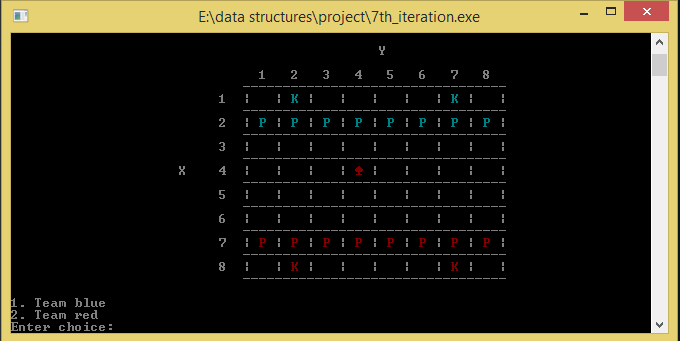 E:\data structures\project\7th_iteration.exe
Y
1 2 3 4 5 6 7 8
1 ¦ ¦ K ¦ ¦ ¦ ¦ ¦ K ¦ ¦
2 ¦ P ¦ P ¦ P ¦ P ¦ P ¦ P ¦ P ¦ P ¦
3 ¦ ¦ ¦ ¦ ¦ ¦ ¦ ¦ ¦
X 4 ¦ ¦ ¦ ¦ ♠ ¦ ¦ ¦ ¦ ¦
5 ¦ ¦ ¦ ¦ ¦ ¦ ¦ ¦ ¦
6 ¦ ¦ ¦ ¦ ¦ ¦ ¦ ¦ ¦
7 ¦ P ¦ P ¦ P ¦ P ¦ P ¦ P ¦ P ¦ P ¦
8 ¦ ¦ K ¦ ¦ ¦ ¦ ¦ K ¦ ¦
1. Team blue
2. Team red
Enter choice: